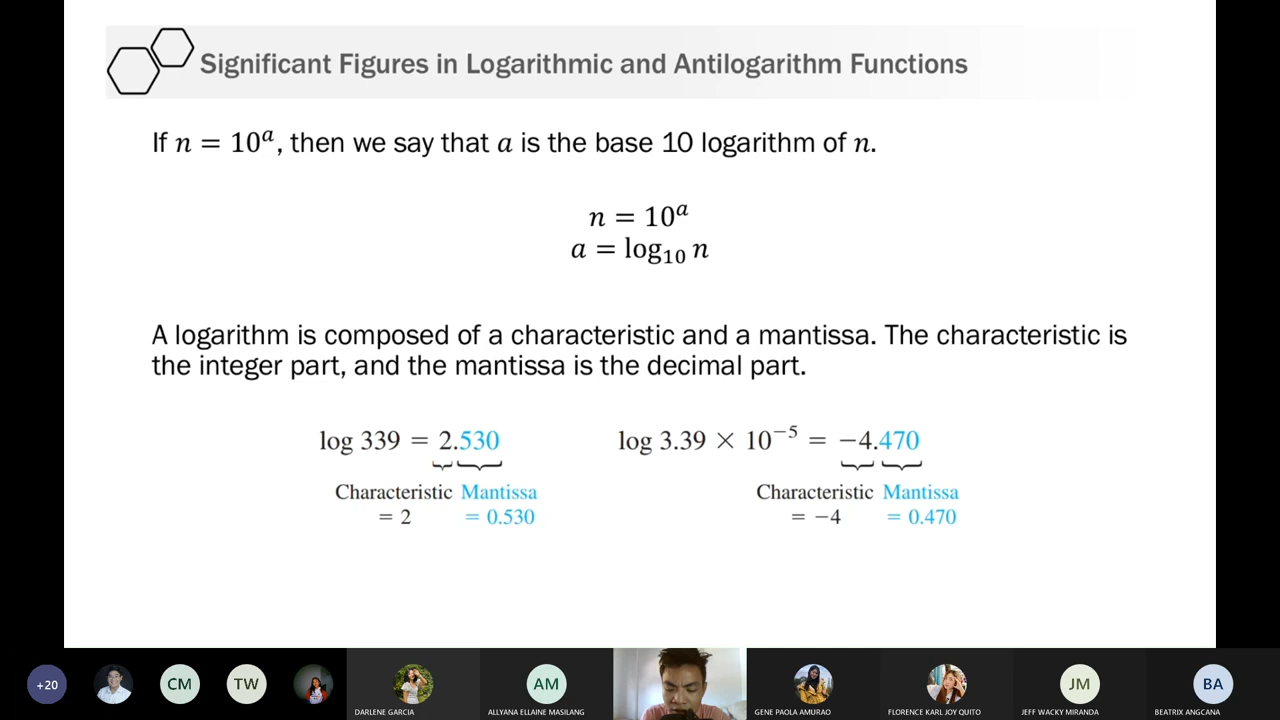 Significant Figures in Logarithmic and Antilogarithm Functions
If n = 10ᵃ, then we say that a is the base 10 logarithm of n.
n = 10ᵃ
a = log₁₀ n
A logarithm is composed of a characteristic and a mantissa. The characteristic is
the integer part, and the mantissa is the decimal part.
log 339 = 2.530
Characteristic Mantissa
= 2 = 0.530
log 3.39 × 10⁻⁵ = −4.470
Characteristic Mantissa
= −4 = 0.470
+20
CM
TW
DARLENE GARCIA
AM
ALLYANA ELLAINE MASILANG
GENE PAOLA AMURAO
FLORENCE KARL JOY QUITO
JM
JEFF WACKY MIRANDA
BA
BEATRIX ANGCANA